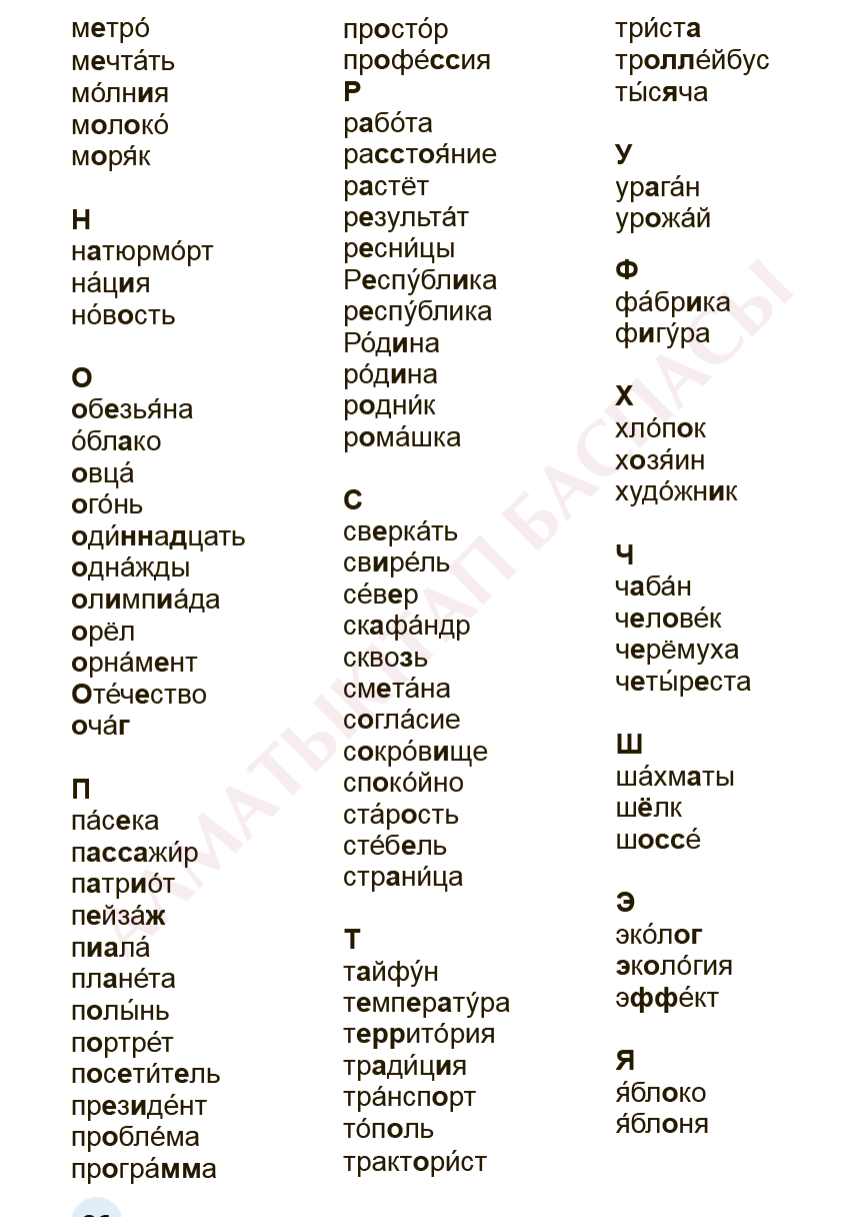 метро́
мечта́ть
мо́лния
молоко́
моря́к
Н
натюрмо́рт
на́ция
но́вость
О
обезья́на
о́блако
овца́
ого́нь
оди́ннадцать
одна́жды
олимпиа́да
орёл
орна́мент
Оте́чество
оча́г
П
па́сека
пассажи́р
патрио́т
пейза́ж
пиала́
плане́та
полы́нь
портре́т
посети́тель
президе́нт
пробле́ма
програ́мма
просто́р
профе́ссия
Р
рабо́та
расстоя́ние
растёт
результа́т
ресни́цы
Респу́блика
респу́блика
Ро́дина
ро́дина
родни́к
рома́шка
С
сверка́ть
свире́ль
се́вер
скафа́ндр
сквозь
смета́на
согла́сие
сокро́вище
споко́йно
ста́рость
сте́бель
страни́ца
Т
тайфу́н
температу́ра
террито́рия
тради́ция
тра́нспорт
то́поль
трактори́ст
три́ста
тролле́йбус
ты́сяча
У
урага́н
урожа́й
Ф
фа́брика
фигу́ра
Х
хло́пок
хозя́ин
худо́жник
Ч
чаба́н
челове́к
черёмуха
четы́реста
Ш
ша́хматы
шёлк
шоссе́
Э
эко́лог
эколо́гия
эффе́кт
Я
я́блоко
я́блоня
АЛМАТЫКІТАП БАСПАСЫ